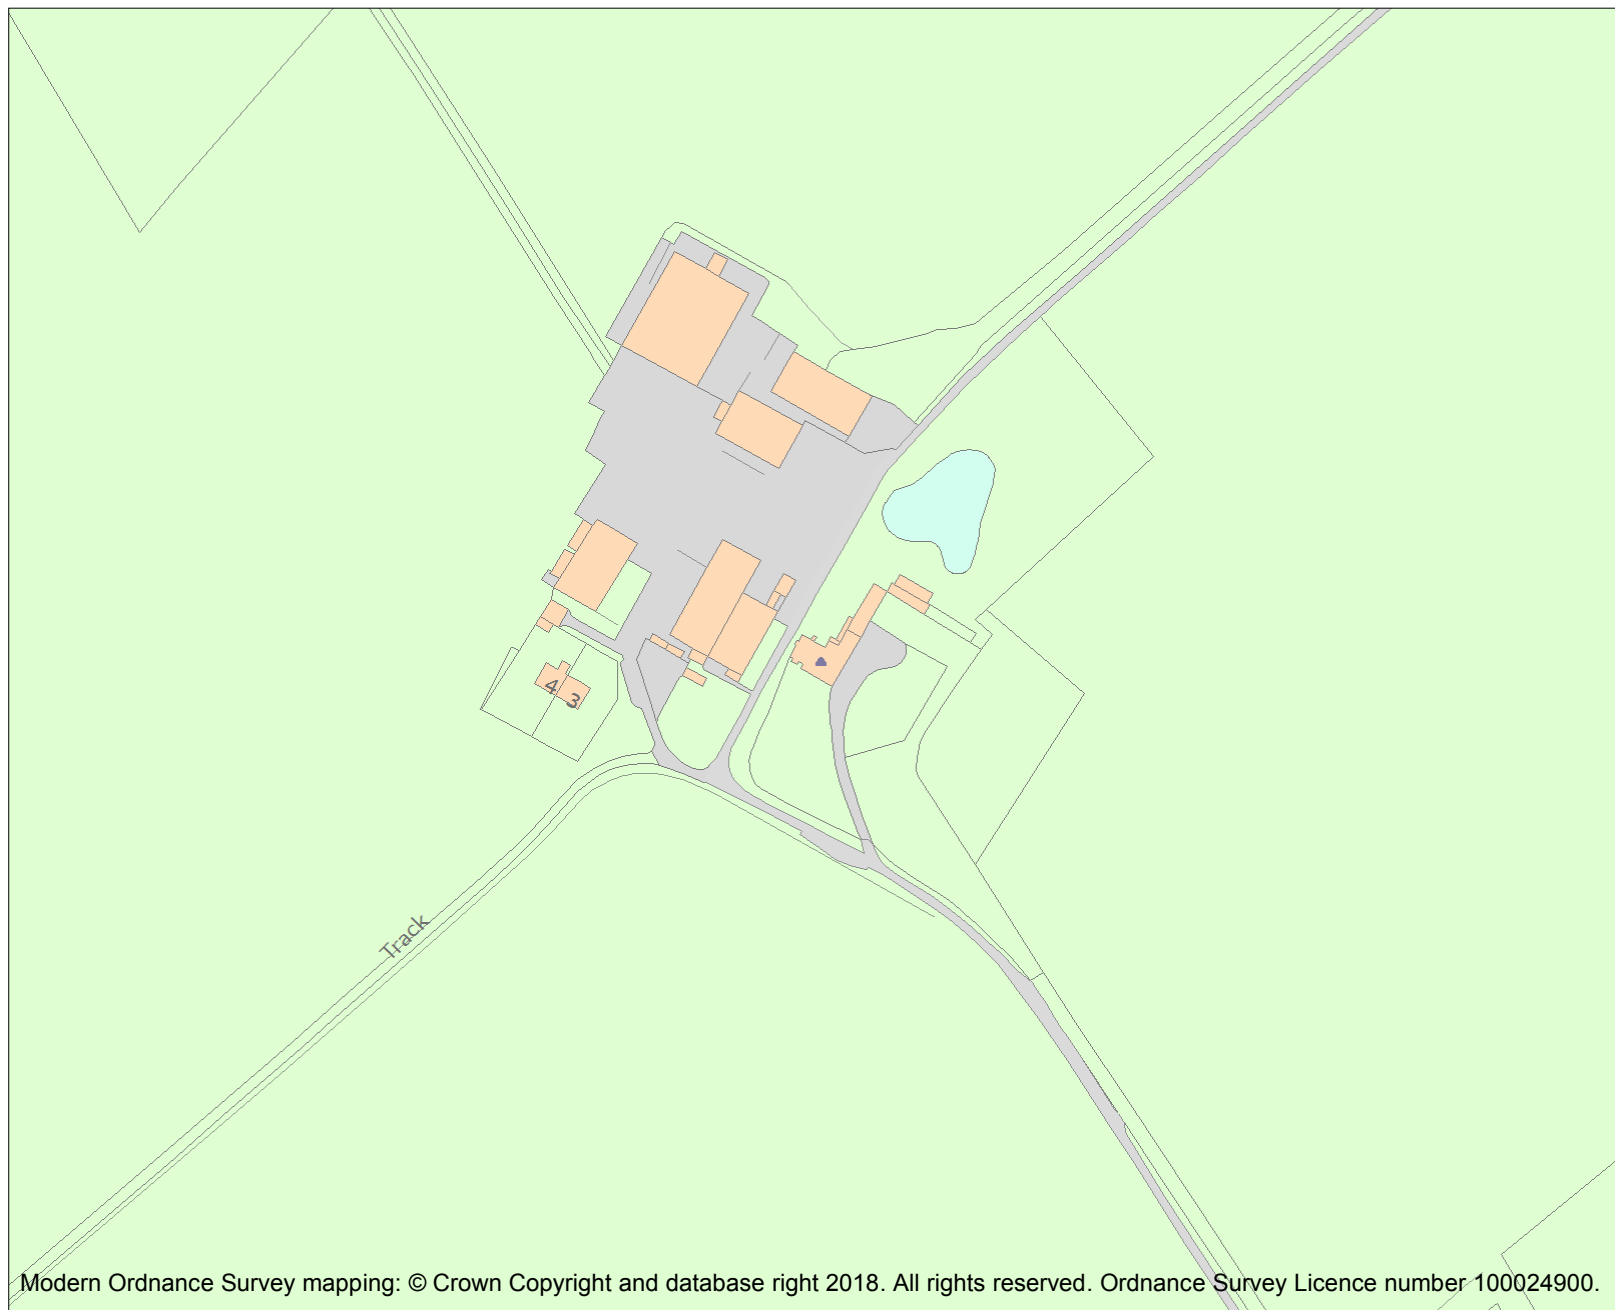 4
3
Track
Modern Ordnance Survey mapping: © Crown Copyright and database right 2018. All rights reserved. Ordnance Survey Licence number 100024900.